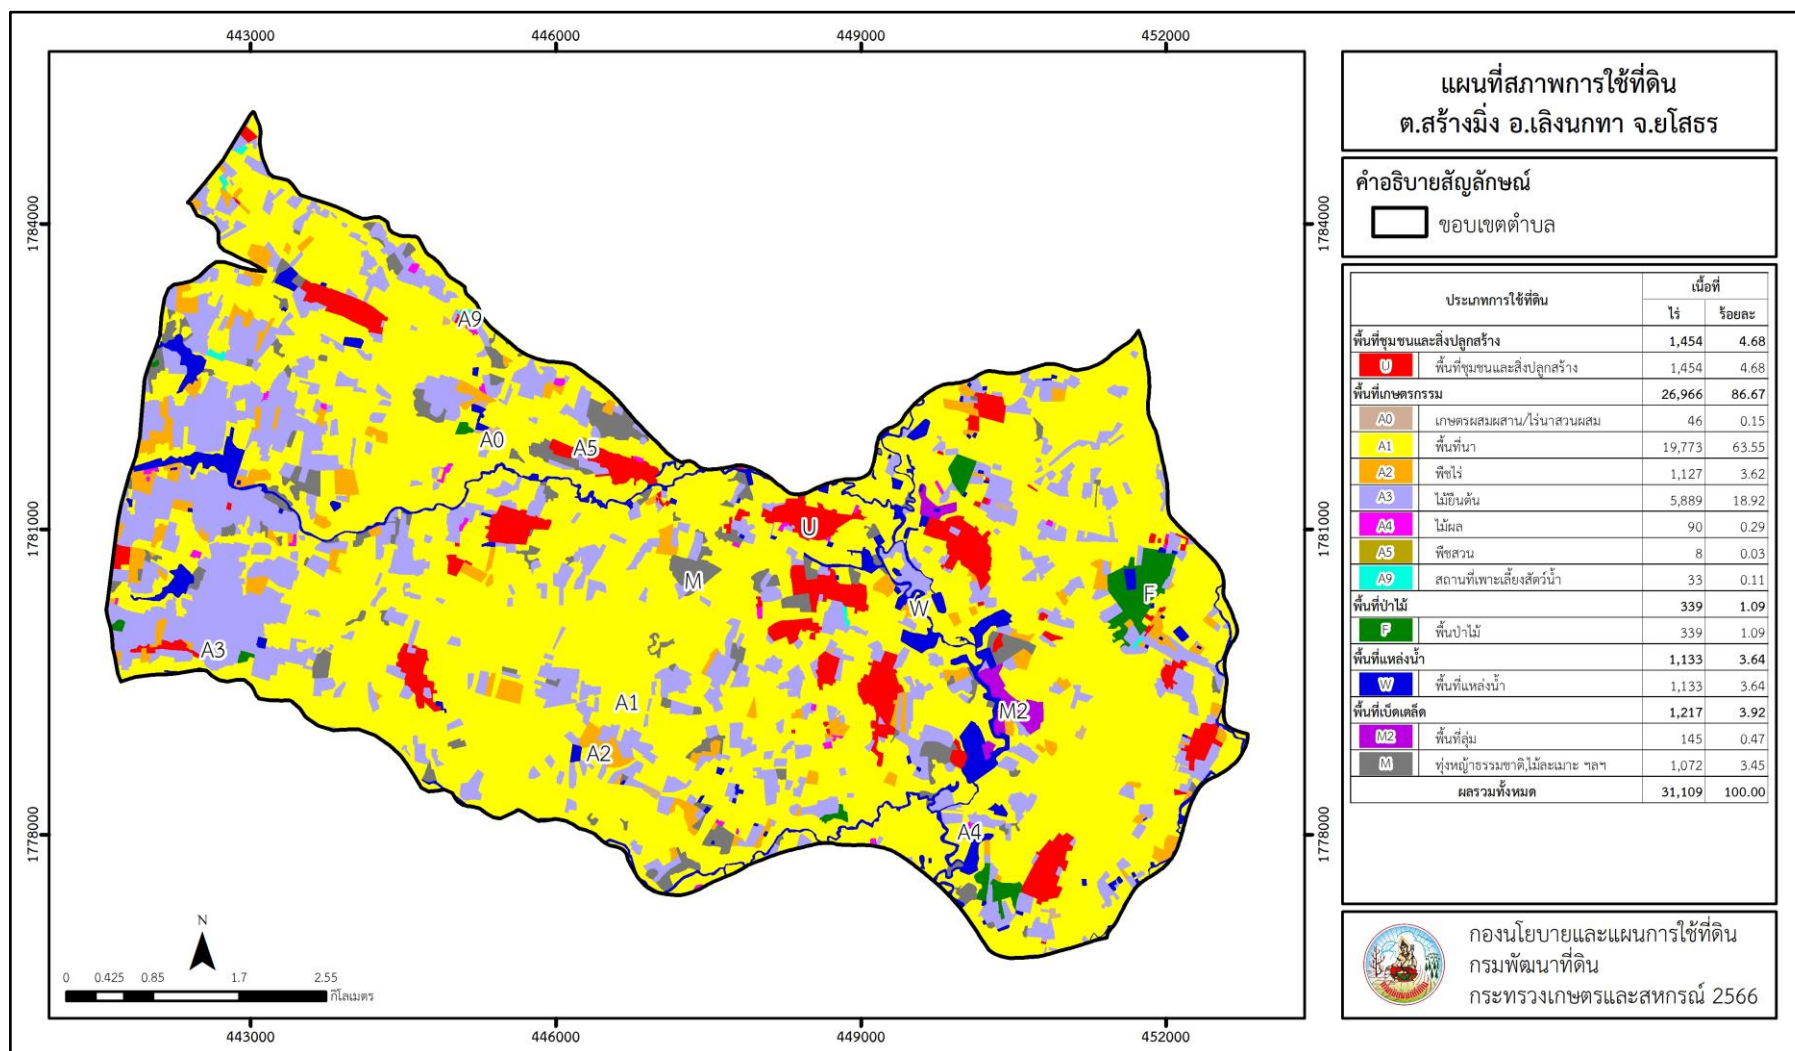 443000
446000
449000
452000
1784000
1781000
1778000
1784000
1781000
1778000
A9
A0
A5
U
M
F
W
A3
A1
M2
A2
A4
N
0 0.425 0.85 1.7 2.55
กิโลเมตร
443000
446000
449000
452000
แผนที่สภาพการใช้ที่ดิน
ต.สร้างมิ่ง อ.เลิงนกทา จ.ยโสธร
คำอธิบายสัญลักษณ์
ขอบเขตตำบล
ประเภทการใช้ที่ดิน เนื้อที่
ไร่ ร้อยละ
พื้นที่ชุมชนและสิ่งปลูกสร้าง 1,454 4.68
U พื้นที่ชุมชนและสิ่งปลูกสร้าง 1,454 4.68
พื้นที่เกษตรกรรม 26,966 86.67
A0 เกษตรผสมผสาน/ไร่นาสวนผสม 46 0.15
A1 พื้นที่นา 19,773 63.55
A2 พืชไร่ 1,127 3.62
A3 ไม้ยืนต้น 5,889 18.92
A4 ไม้ผล 90 0.29
A5 พืชสวน 8 0.03
A9 สถานที่เพาะเลี้ยงสัตว์น้ำ 33 0.11
พื้นที่ป่าไม้ 339 1.09
F พื้นป่าไม้ 339 1.09
พื้นที่แหล่งน้ำ 1,133 3.64
W พื้นที่แหล่งน้ำ 1,133 3.64
พื้นที่เบ็ดเตล็ด 1,217 3.92
M2 พื้นที่ลุ่ม 145 0.47
M ทุ่งหญ้าธรรมชาติ,ไม้ละเมาะ ฯลฯ 1,072 3.45
ผลรวมทั้งหมด 31,109 100.00
กองนโยบายและแผนการใช้ที่ดิน
กรมพัฒนาที่ดิน
กระทรวงเกษตรและสหกรณ์ 2566